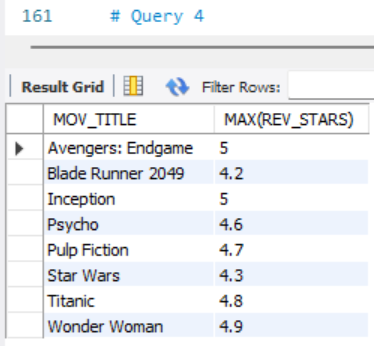 161 # Query 4
Result Grid Filter Rows:
MOV_TITLE MAX(REV_STARS)
Avengers: Endgame 5
Blade Runner 2049 4.2
Inception 5
Psycho 4.6
Pulp Fiction 4.7
Star Wars 4.3
Titanic 4.8
Wonder Woman 4.9